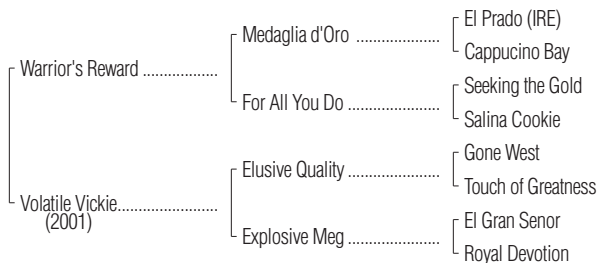 El Prado (IRE)
Medaglia d'Oro ....................
Cappucino Bay
Warrior's Reward ..................
Seeking the Gold
For All You Do ......................
Salina Cookie
Gone West
Elusive Quality ......................
Touch of Greatness
Volatile Vickie........................
(2001)
El Gran Senor
Explosive Meg ......................
Royal Devotion